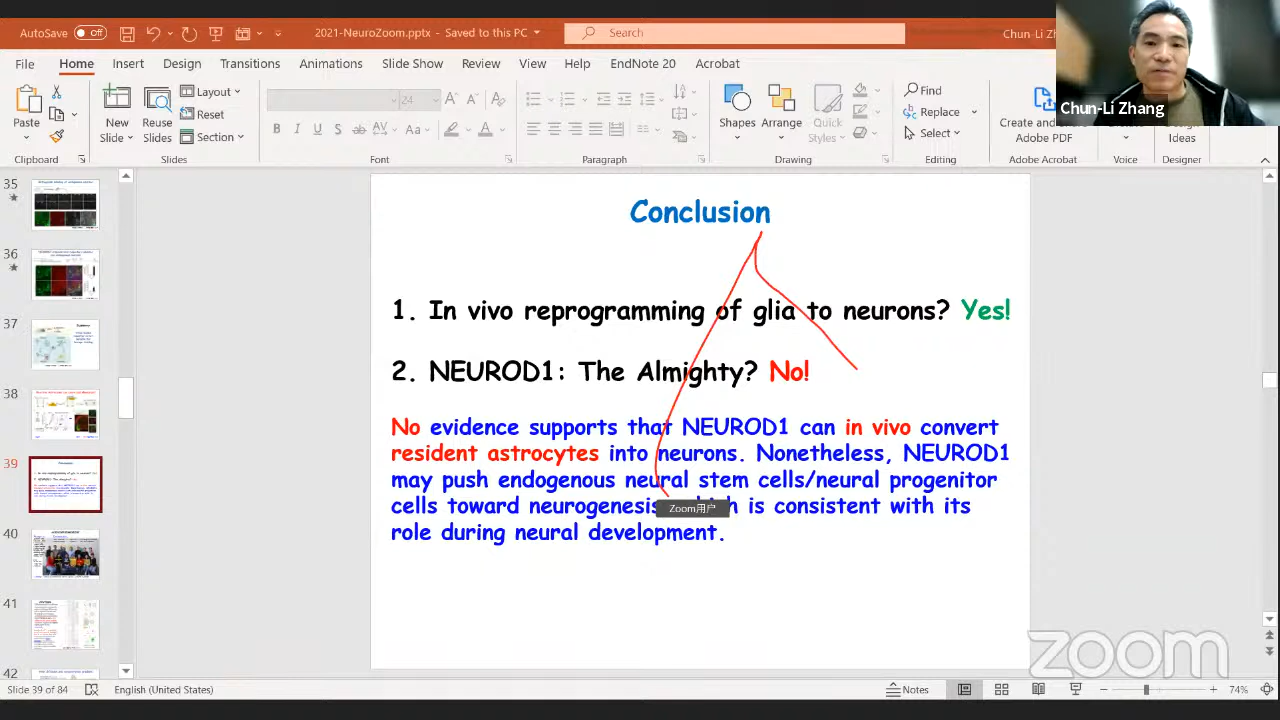 AutoSave Off 2021-NeuroZoom.pptx - Saved to this PC Search Chun-Li Zh
File Home Insert Design Transitions Animations Slide Show Review View Help EndNote 20 Acrobat
Paste
New Slide
Reuse Slides
Layout
Reset
Section
24
Aa
Shapes
Arrange
Quick Styles
Find
Replace
Select
Create and
Adobe PDF
Ideas
Clipboard Slides Font Paragraph Drawing Editing Adobe Acrobat Voice Designer
Chun-Li Zhang
35
36
37
38
39
40
41
42
Conclusion
1. In vivo reprogramming of glia to neurons? Yes!
2. NEUROD1: The Almighty? No!
No evidence supports that NEUROD1 can in vivo convert
resident astrocytes into neurons. Nonetheless, NEUROD1
may push endogenous neural stem cells/neural progenitor
cells toward neurogenesis is consistent with its
role during neural development.
Zoom用户
zoom
Slide 39 of 84 English (United States) Notes 74%